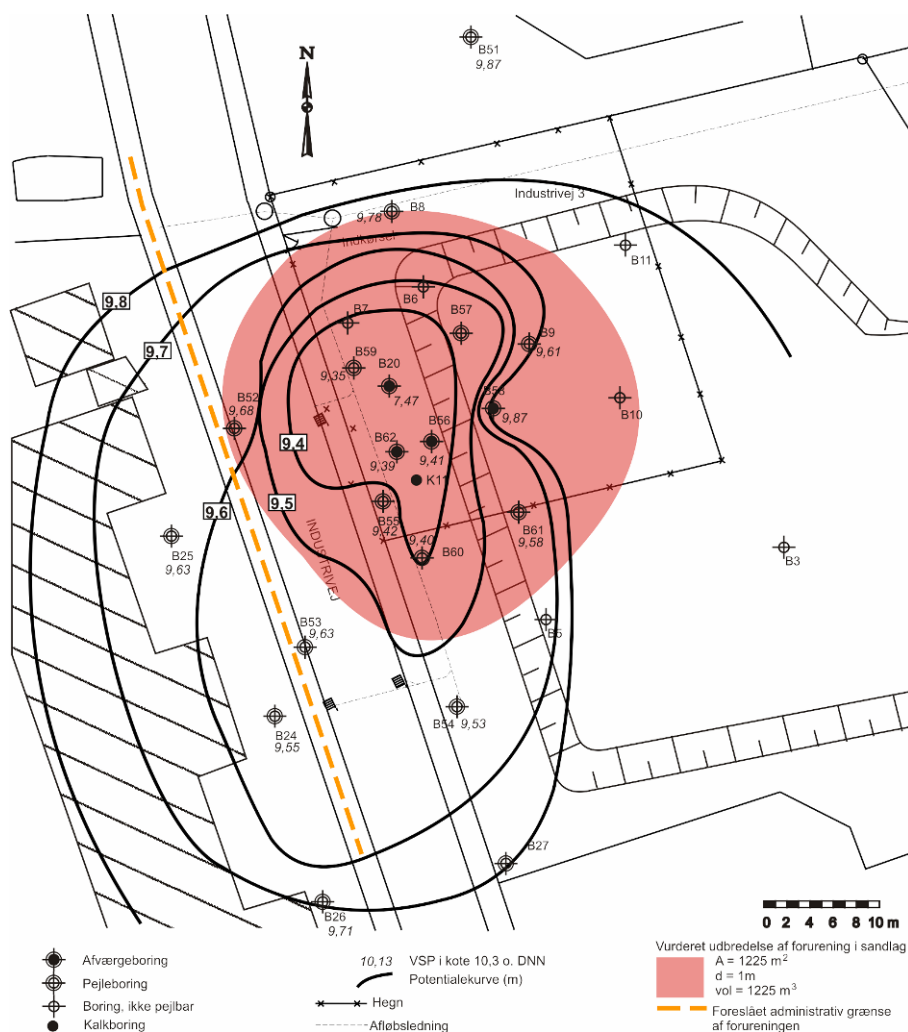 B51
9,87
N
Industrivej 3
B8
9,78
Indkørsel
B11
9,8
B6
B7
B57
9,7
B9
9,61
B59
9,35
B20
7,47
B10
B58
9,87
B52
9,68
B56
9,41
9,4
B62
9,39
K11
9,5
9,6
B55
9,42
B61
9,58
9,40
B60
B25
9,63
INDUSTRIVEJ
B3
B5
B53
9,63
B54 9,53
B24
9,55
B27
B26
9,71
0 2 4 6 8 10 m
Afværgeboring
Pejleboring
Boring, ikke pejlbar
Kalkboring
10,13 VSP i kote 10,3 o. DNN
Potentialekurve (m)
Hegn
Afløbsledning
Vurderet udbredelse af forurening i sandlag
A = 1225 m²
d = 1m
vol = 1225 m³
Foreslået administrativ grænse
af forureningen